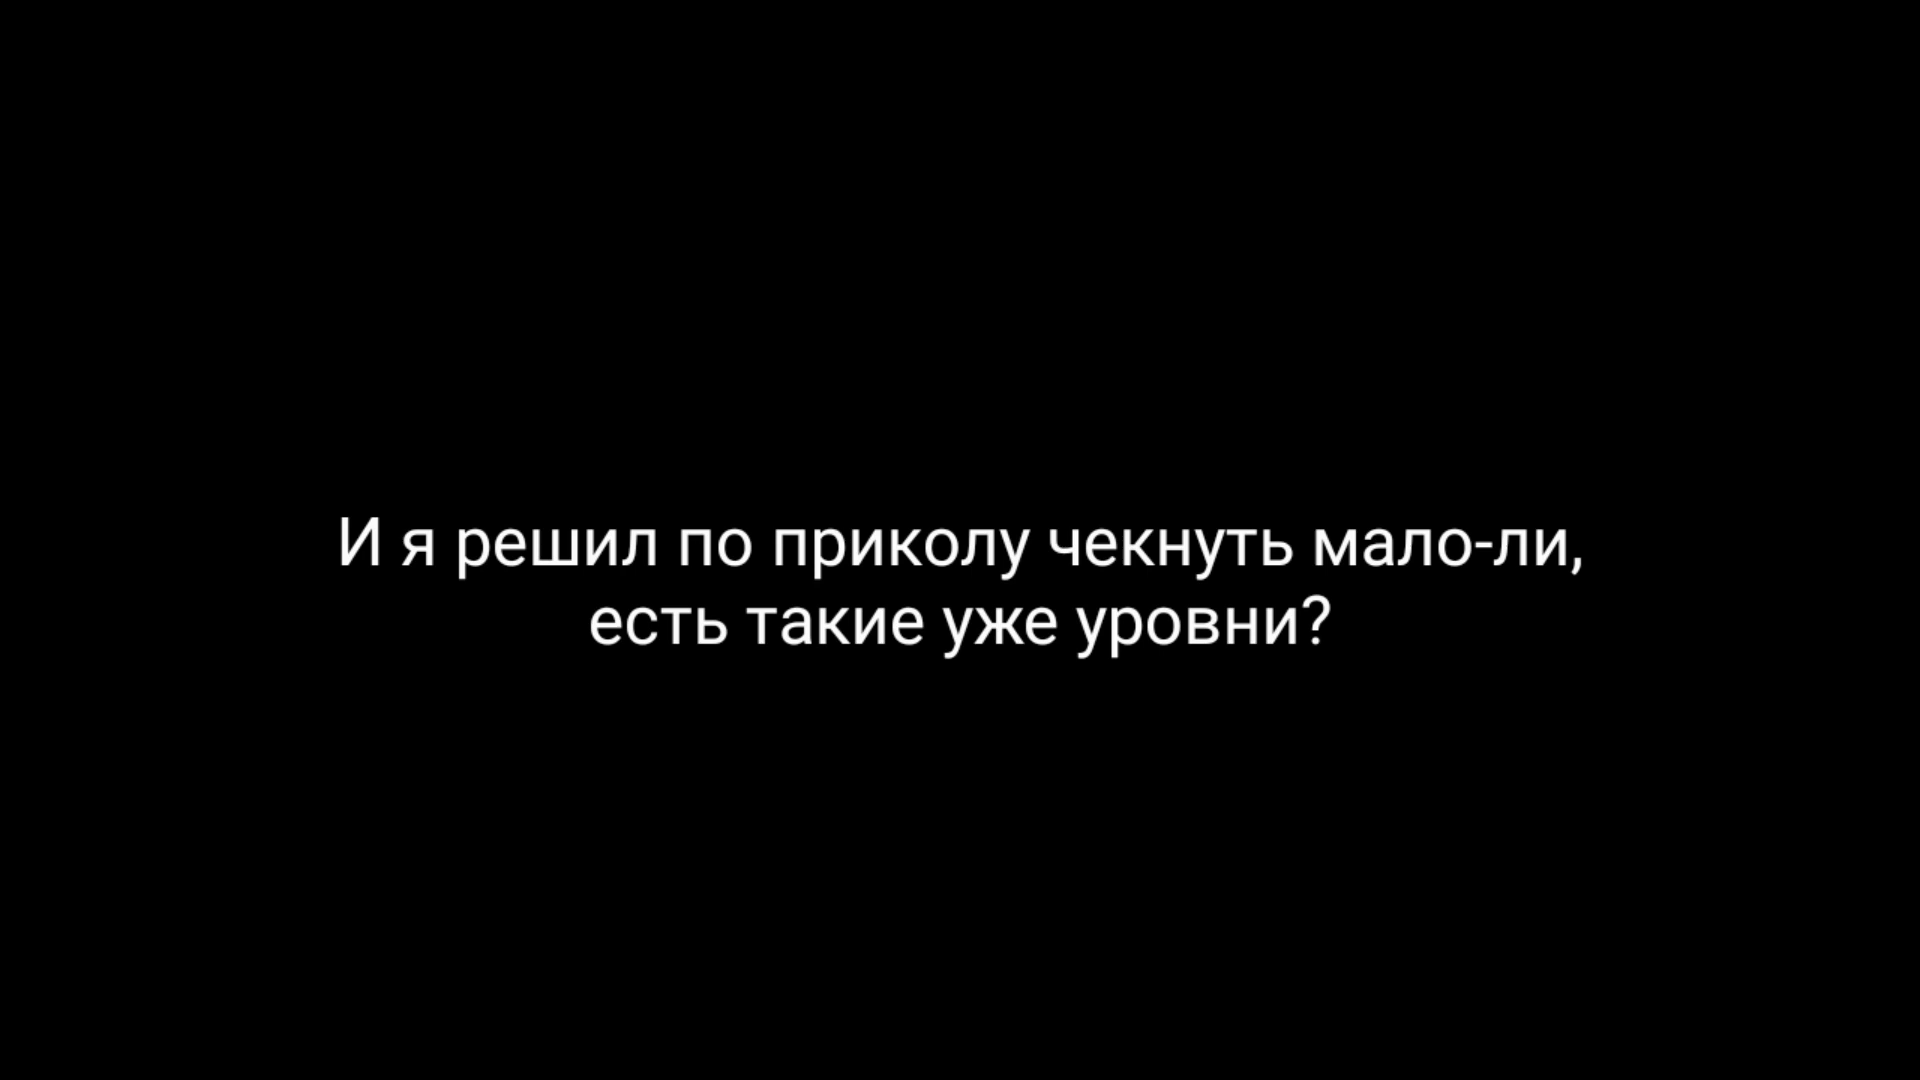 И я решил по приколу чекнуть мало-ли,
есть такие уже уровни?